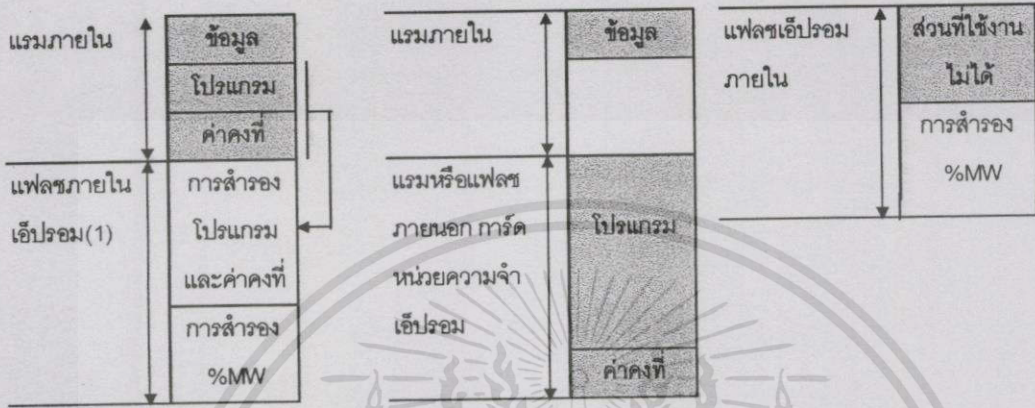 แรมภายใน
ข้อมูล
โปรแกรม
ค่าคงที่
แฟลชภายใน
เอ็ปรอม(1)
การสำรอง
โปรแกรม
และค่าคงที่
การสำรอง
%MW
แรมภายใน
ข้อมูล
แรมหรือแฟลช
ภายนอก การ์ด
หน่วยความจำ
เอ็ปรอม
โปรแกรม
ค่าคงที่
แฟลชเอ็ปรอม
ภายใน
ส่วนที่ใช้งาน
ไม่ได้
การสำรอง
%MW